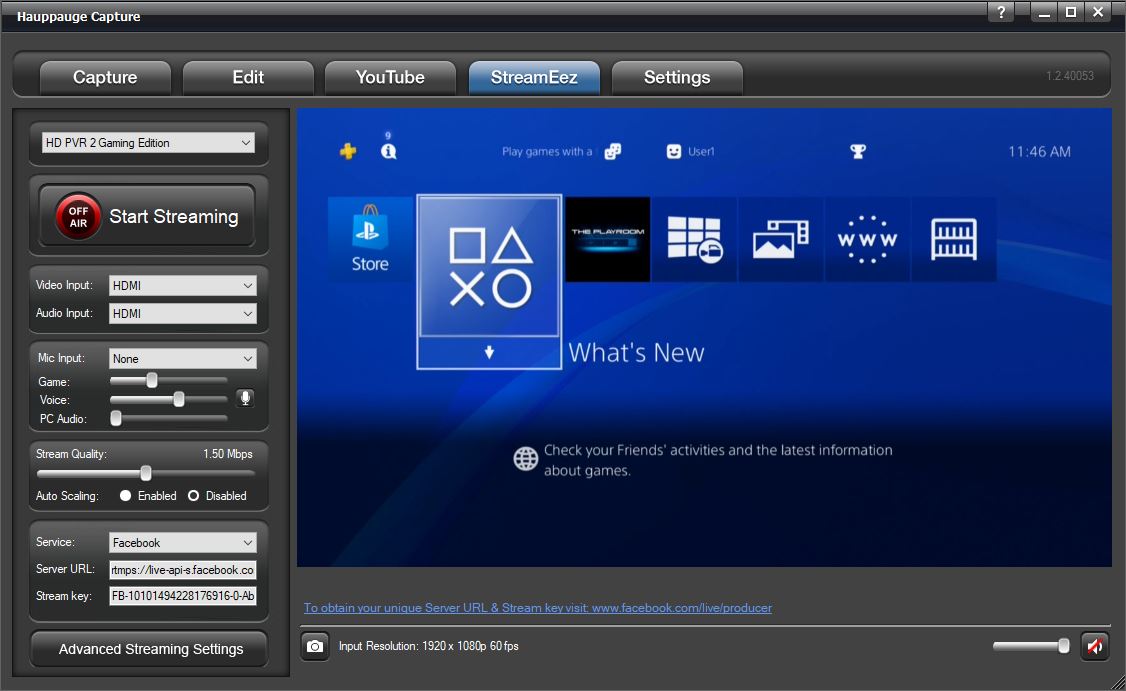 Hauppauge Capture
?
Capture
Edit
YouTube
StreamEez
Settings
1.2.40053
HD PVR 2 Gaming Edition
OFF
AIR
Start Streaming
Video Input:
HDMI
Audio Input:
HDMI
Mic Input:
None
Game:
Voice:
PC Audio:
Stream Quality:
1.50 Mbps
Auto Scaling:
Enabled
Disabled
Service:
Facebook
Server URL:
rtmps://live-api-s.facebook.co
Stream key:
FB-10101494228176916-0-Ab
Advanced Streaming Settings
9
Play games with a
User1
11:46 AM
Store
THE PLAYROOM
www
What's New
Check your Friends' activities and the latest information
about games.
To obtain your unique Server URL & Stream key visit: www.facebook.com/live/producer
Input Resolution: 1920 x 1080p 60 fps